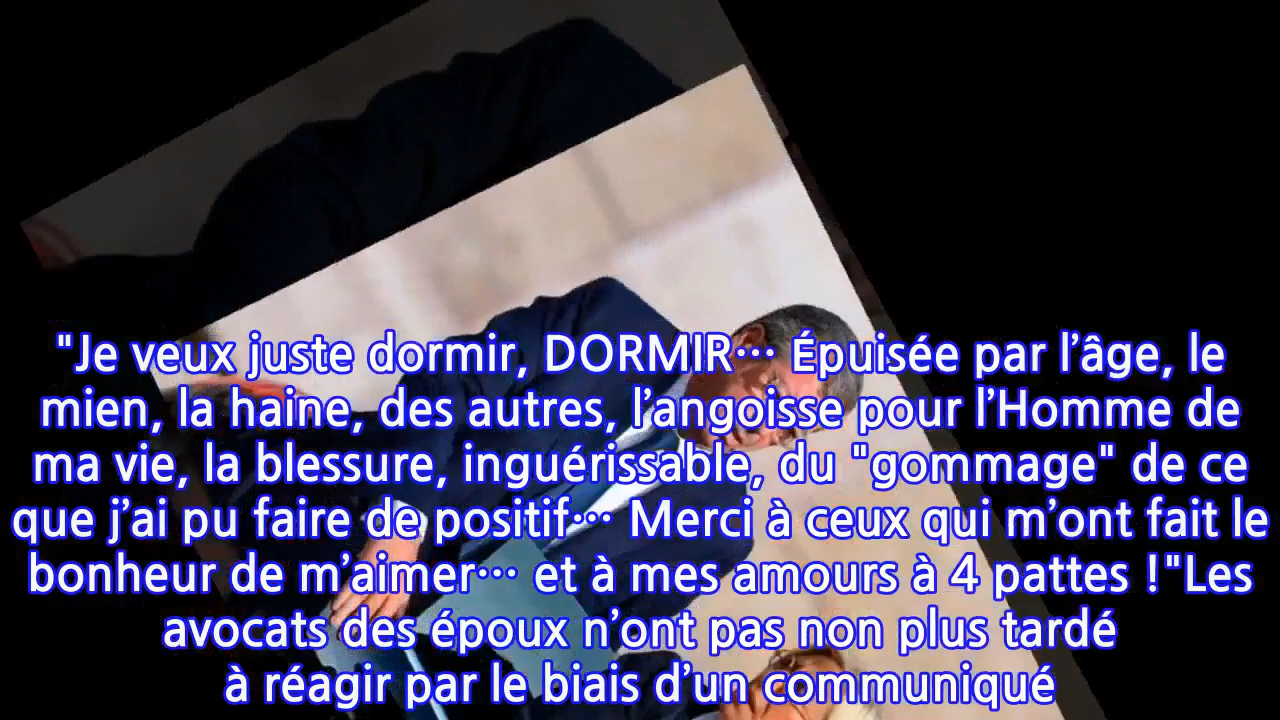 "Je veux juste dormir, DORMIR… Épuisée par l’âge, le
mien, la haine, des autres, l’angoisse pour l’Homme de
ma vie, la blessure, inguérissable, du "gommage" de ce
que j’ai pu faire de positif… Merci à ceux qui m’ont fait le
bonheur de m’aimer… et à mes amours à 4 pattes !"Les
avocats des époux n’ont pas non plus tardé
à réagir par le biais d’un communiqué